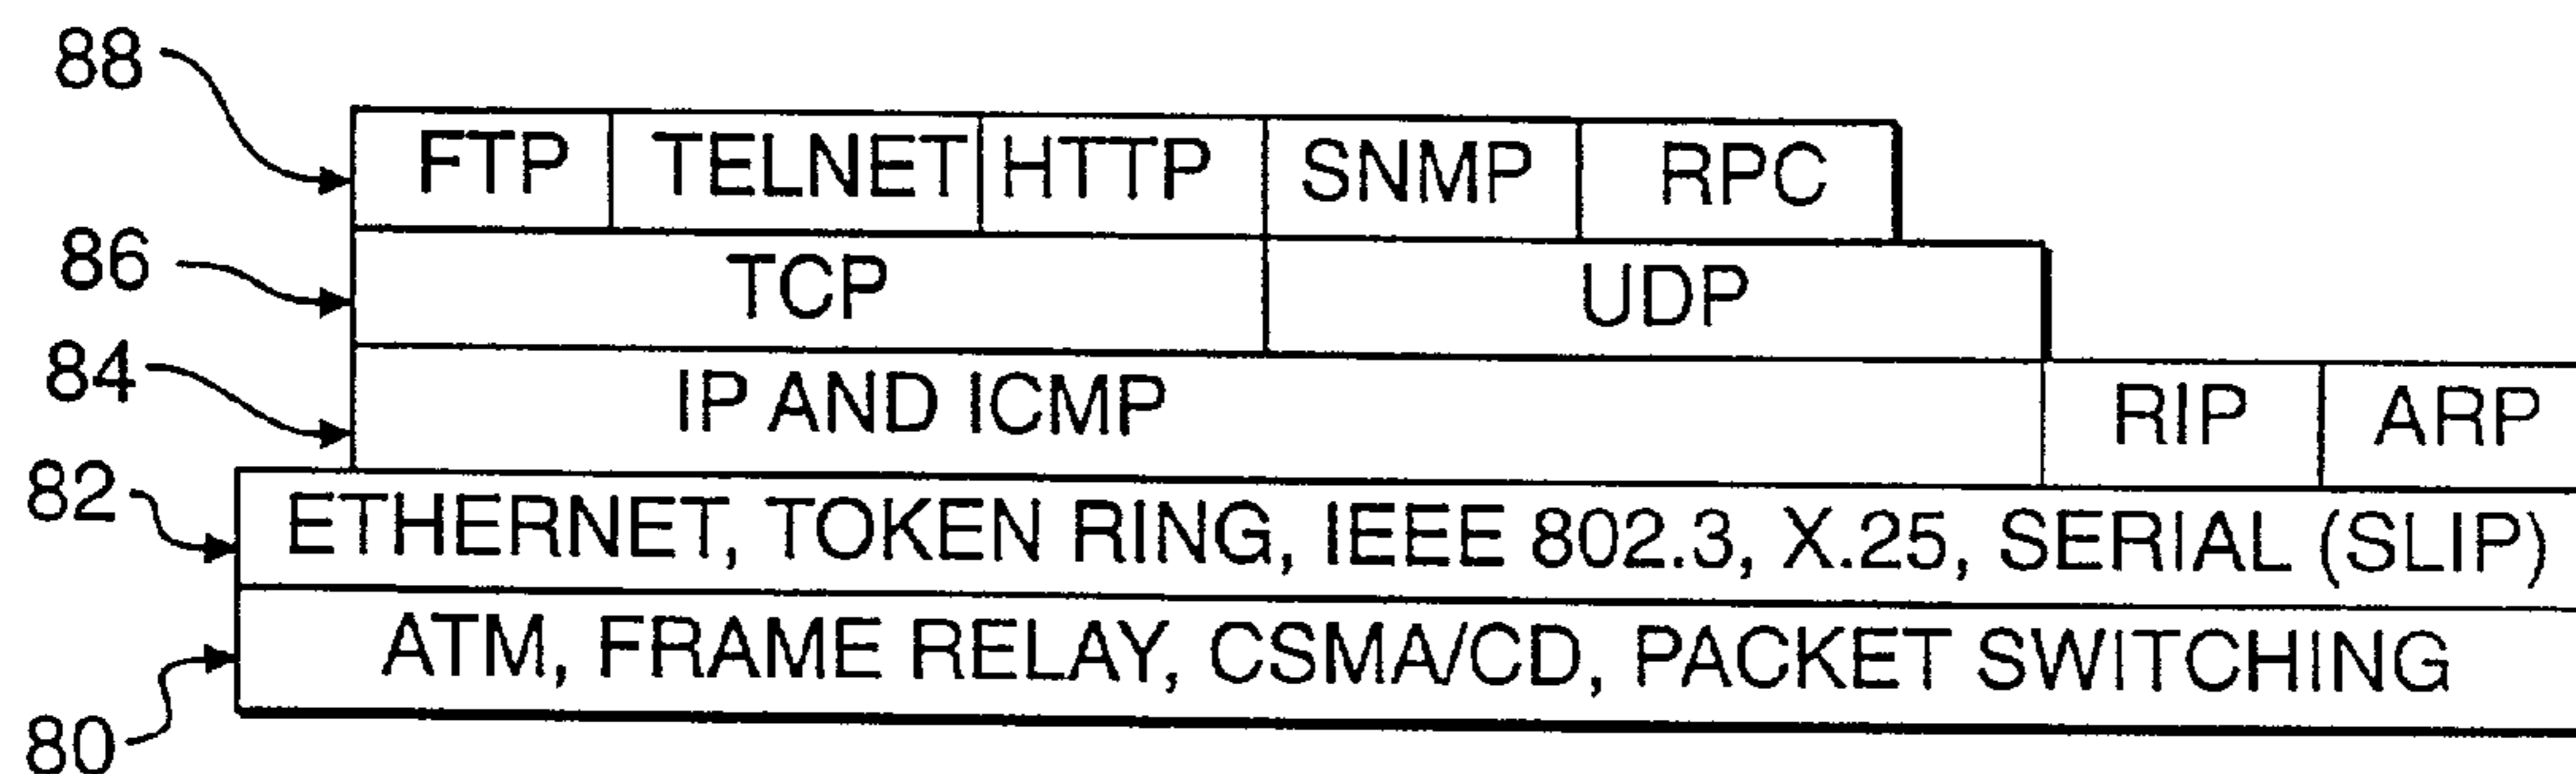 88
FTP TELNET HTTP SNMP RPC
86
TCP UDP
84
IP AND ICMP RIP ARP
82
ETHERNET, TOKEN RING, IEEE 802.3, X.25, SERIAL (SLIP)
ATM, FRAME RELAY, CSMA/CD, PACKET SWITCHING
80